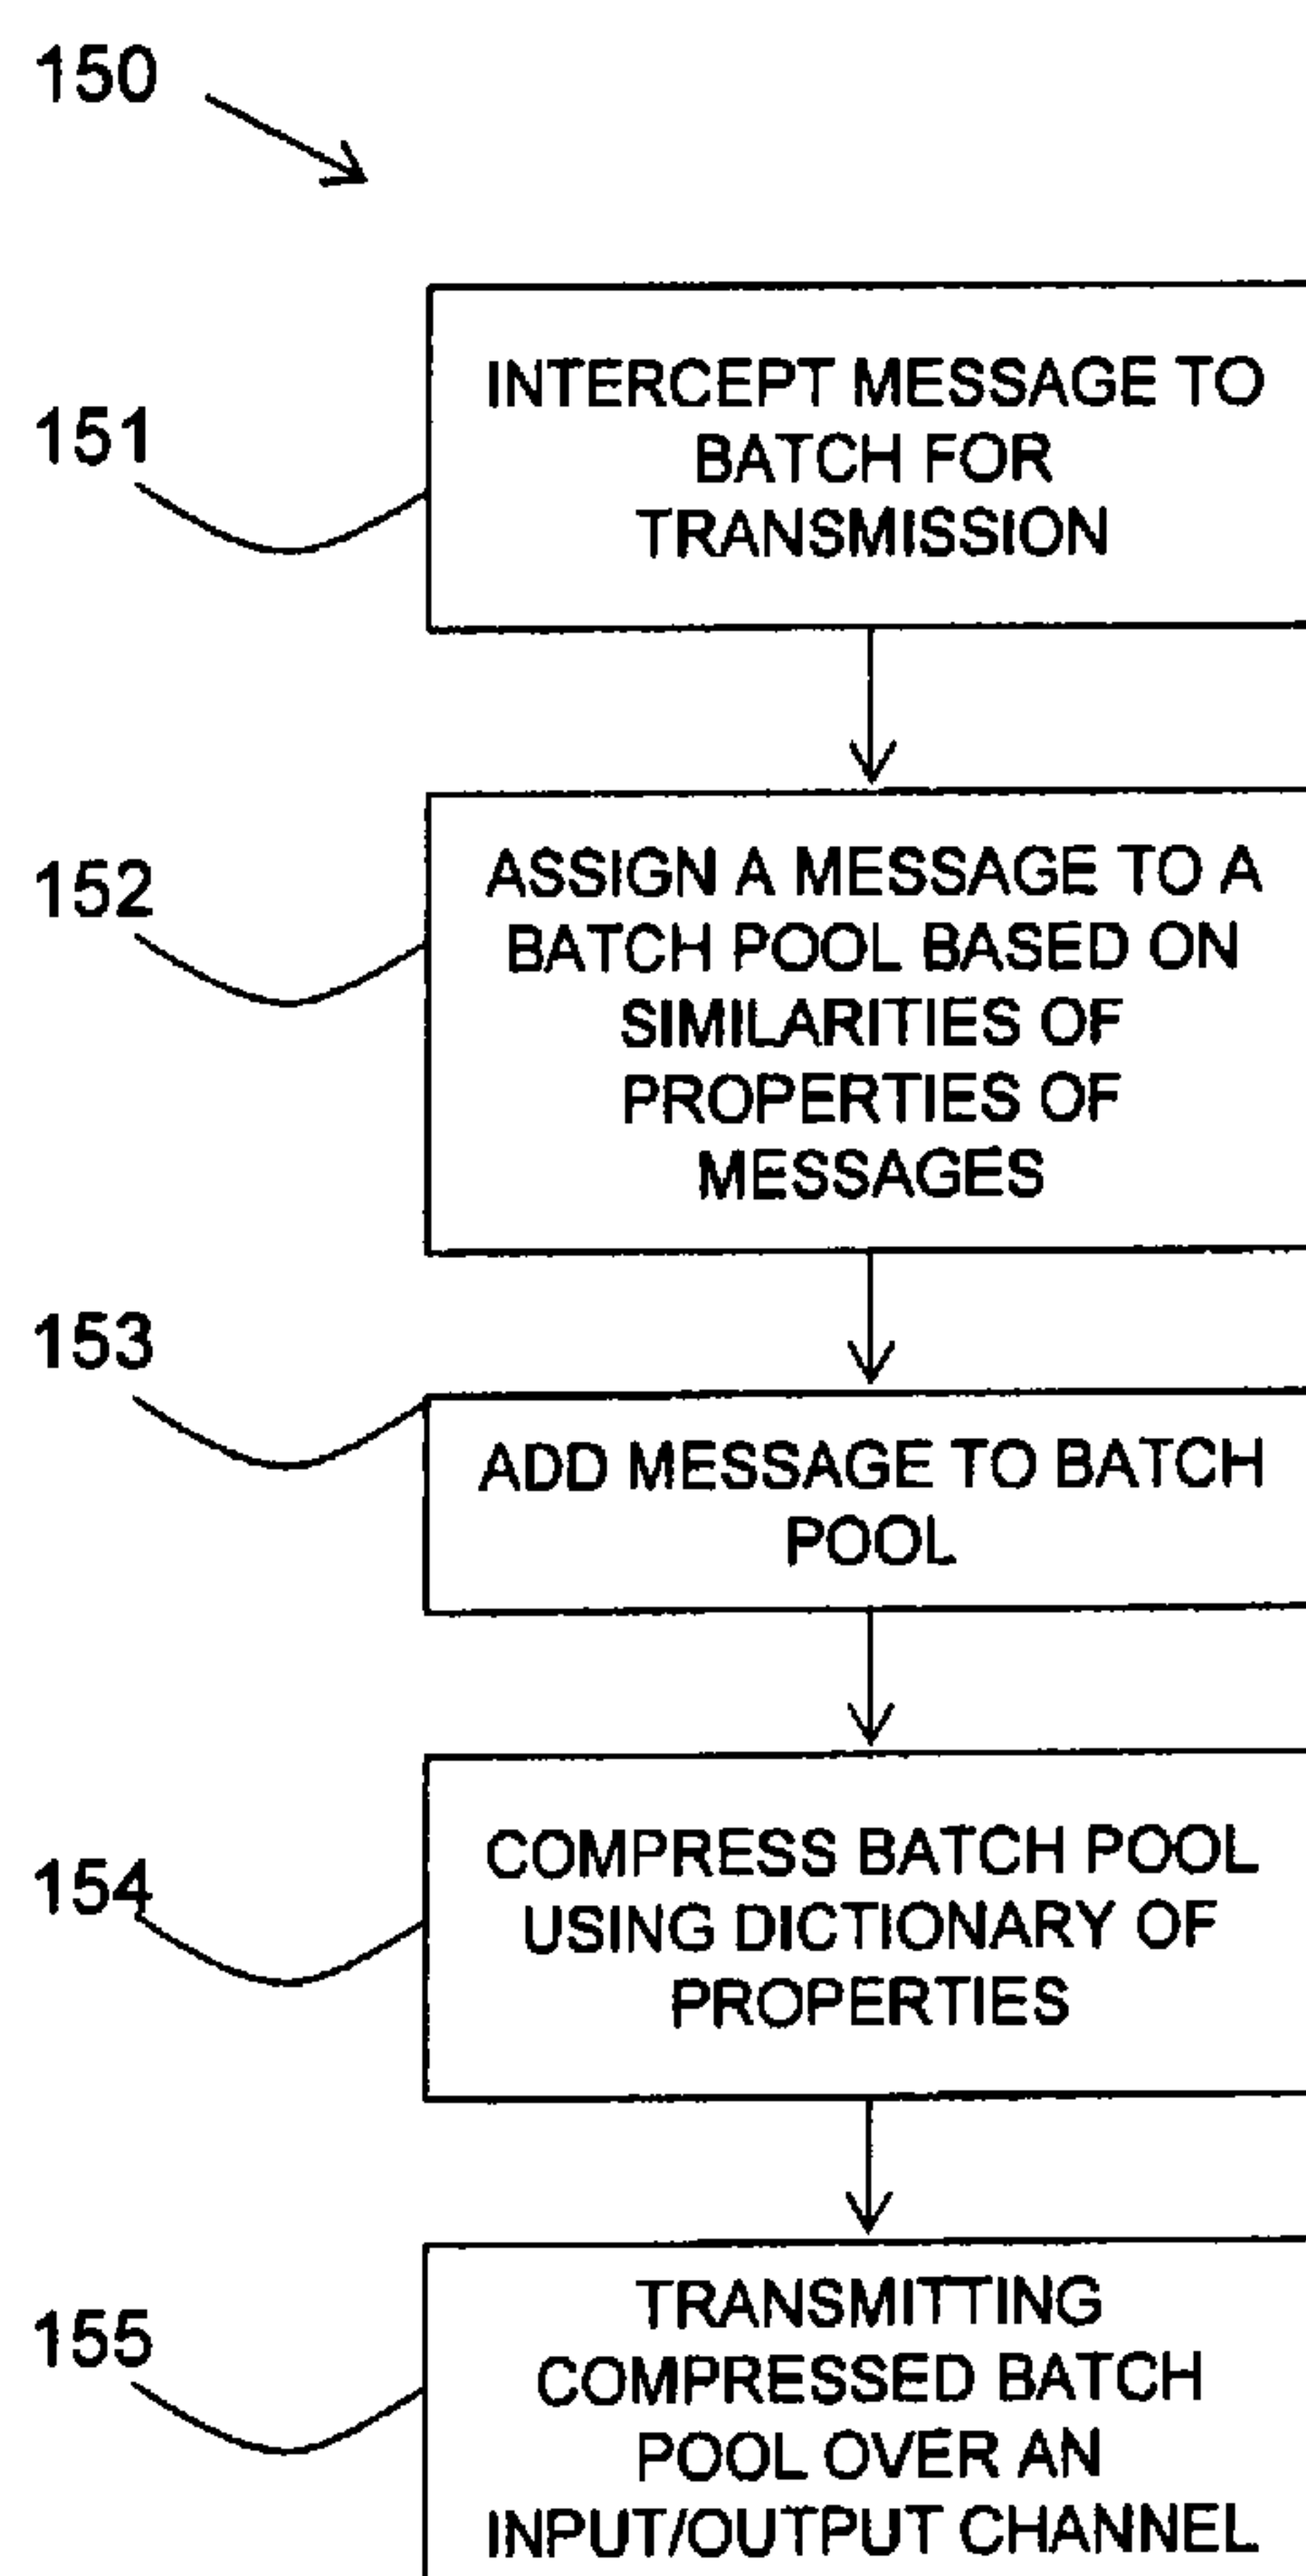 150
151
INTERCEPT MESSAGE TO
BATCH FOR
TRANSMISSION
152
ASSIGN A MESSAGE TO A
BATCH POOL BASED ON
SIMILARITIES OF
PROPERTIES OF
MESSAGES
153
ADD MESSAGE TO BATCH
POOL
154
COMPRESS BATCH POOL
USING DICTIONARY OF
PROPERTIES
155
TRANSMITTING
COMPRESSED BATCH
POOL OVER AN
INPUT/OUTPUT CHANNEL